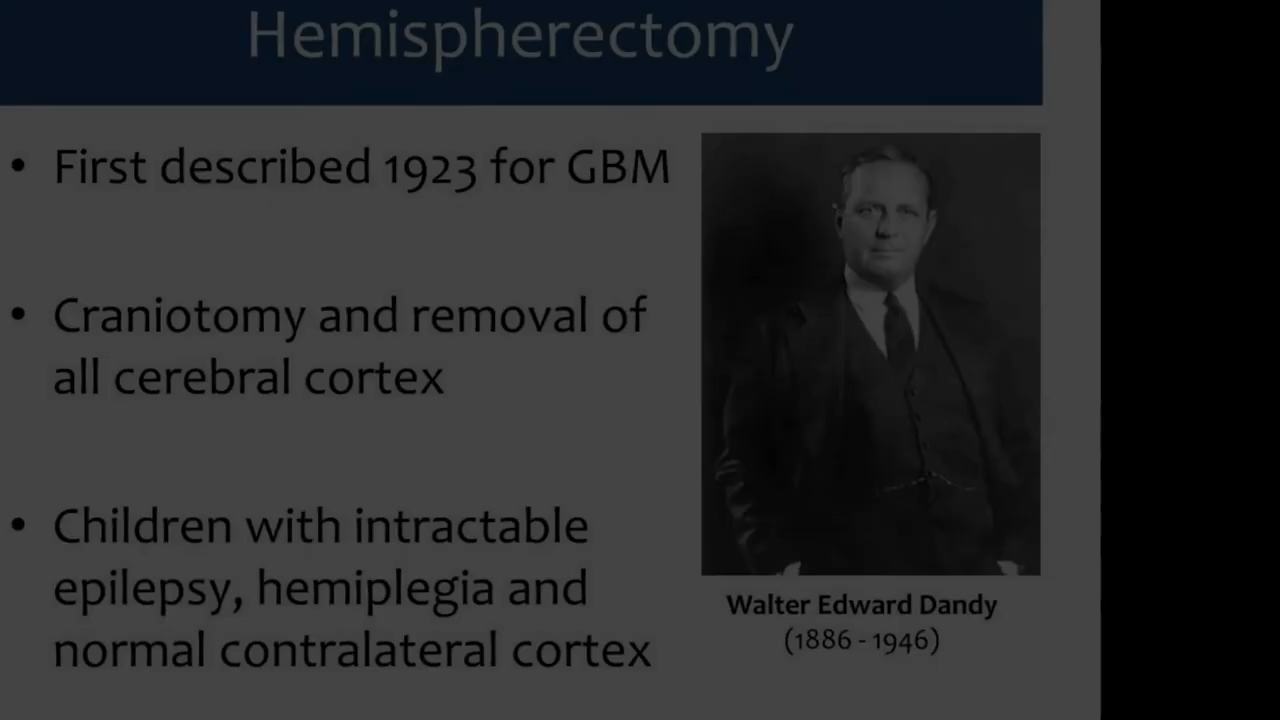 Hemispherectomy
• First described 1923 for GBM
• Craniotomy and removal of
all cerebral cortex
• Children with intractable
epilepsy, hemiplegia and
normal contralateral cortex
Walter Edward Dandy
(1886 - 1946)